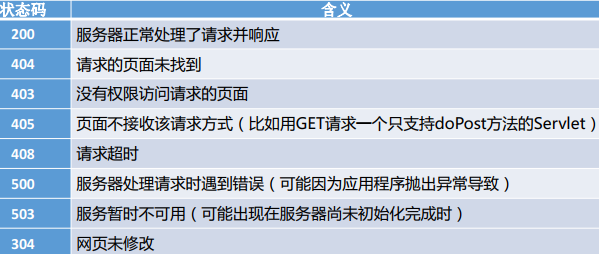 状态码 含义
200 服务器正常处理了请求并响应
404 请求的页面未找到
403 没有权限访问请求的页面
405 页面不接收该请求方式（比如用GET请求一个只支持doPost方法的Servlet）
408 请求超时
500 服务器处理请求时遇到错误（可能因为应用程序抛出异常导致）
503 服务暂时不可用（可能出现在服务器尚未初始化完成时）
304 网页未修改